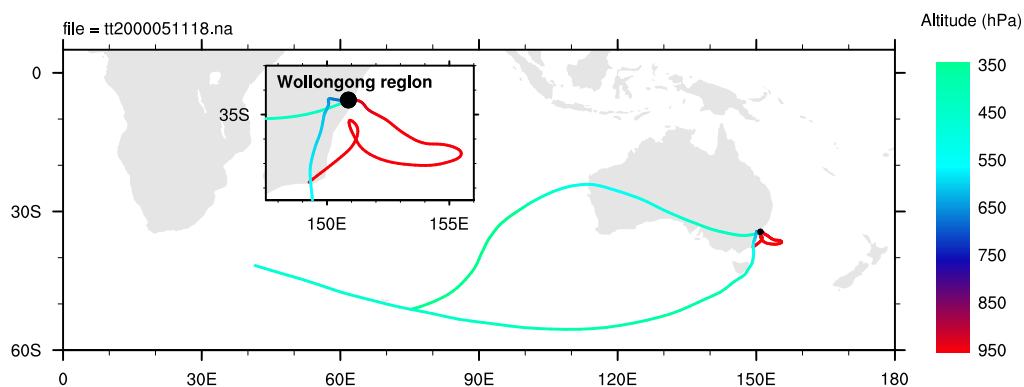 file = tt2000051118.na
Altitude (hPa)
0
30S
60S
0
30E
60E
90E
120E
150E
180
Wollongong region
35S
150E
155E
350
450
550
650
750
850
950